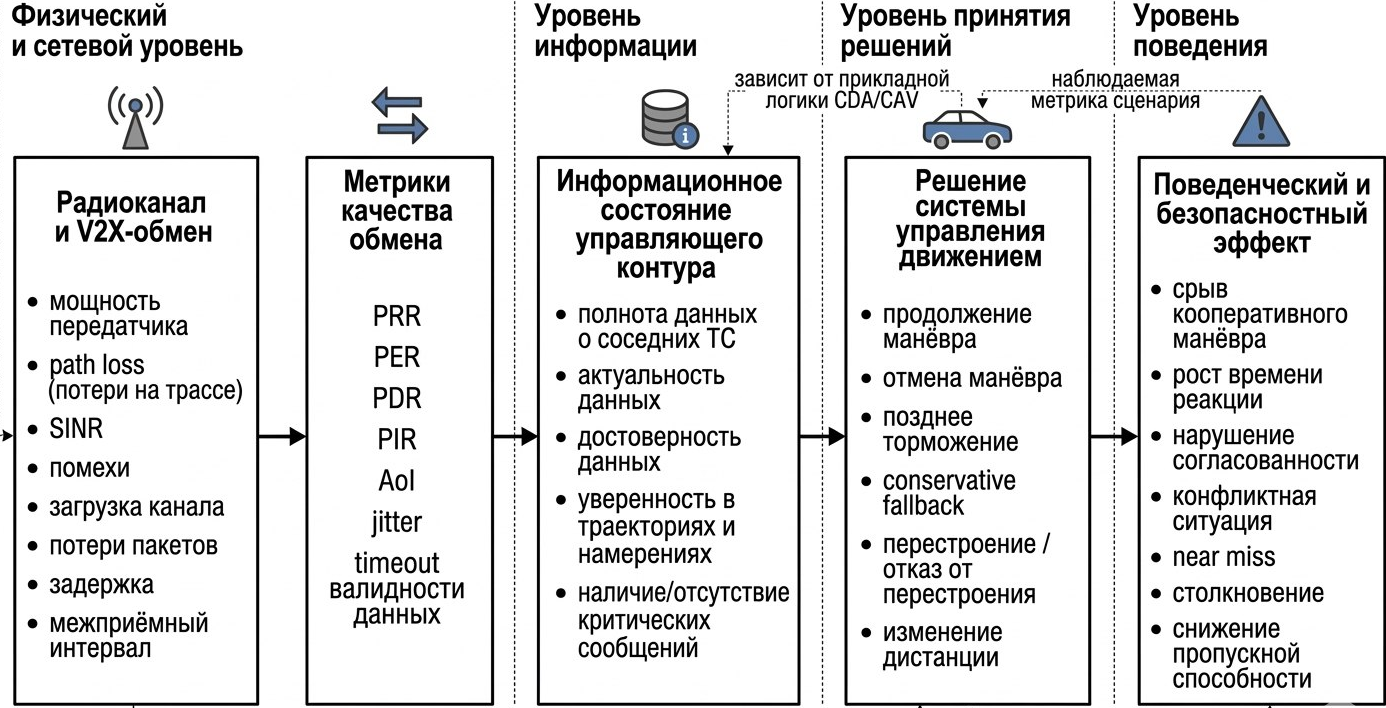 Физический
и сетевой уровень
Уровень
информации
Уровень принятия
решений
Уровень
поведения
зависит от прикладной
логики CDA/CAV
наблюдаемая
метрика сценария
i
!
Радиоканал
и V2X-обмен
• мощность
передатчика
• path loss
(потери на трассе)
• SINR
• помехи
• загрузка канала
• потери пакетов
• задержка
• межприёмный
интервал
Метрики
качества
обмена
PRR
PER
PDR
PIR
AoI
jitter
timeout
валидности
данных
Информационное
состояние
управляющего
контура
• полнота данных
о соседних ТС
• актуальность
данных
• достоверность
данных
• уверенность в
траекториях и
намерениях
• наличие/отсутствие
критических
сообщений
Решение
системы
управления
движением
• продолжение
манёвра
• отмена манёвра
• позднее
торможение
• conservative
fallback
• перестроение /
отказ от
перестроения
• изменение
дистанции
Поведенческий и
безопасностный
эффект
• срыв
кооперативного
манёвра
• рост времени
реакции
• нарушение
согласованности
• конфликтная
ситуация
• near miss
• столкновение
• снижение
пропускной
способности